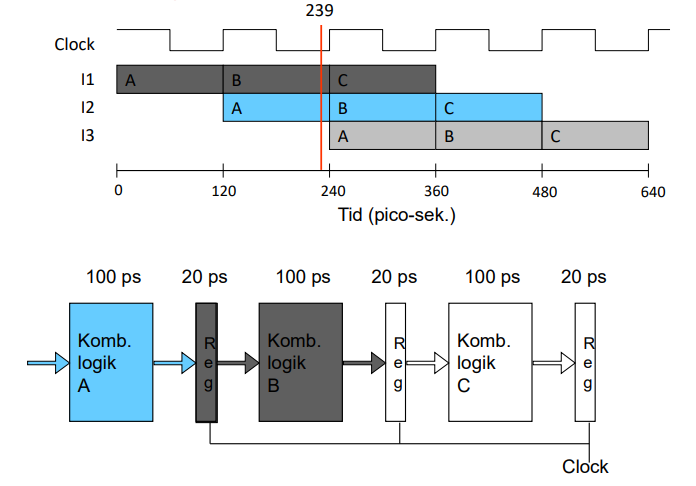 239
Clock
I1 A B C
I2 A B C
I3 A B C
0 120 240 360 480 640
Tid (pico-sek.)
100 ps 20 ps 100 ps 20 ps 100 ps 20 ps
Komb. logik A
Reg
Komb. logik B
Reg
Komb. logik C
Reg
Clock